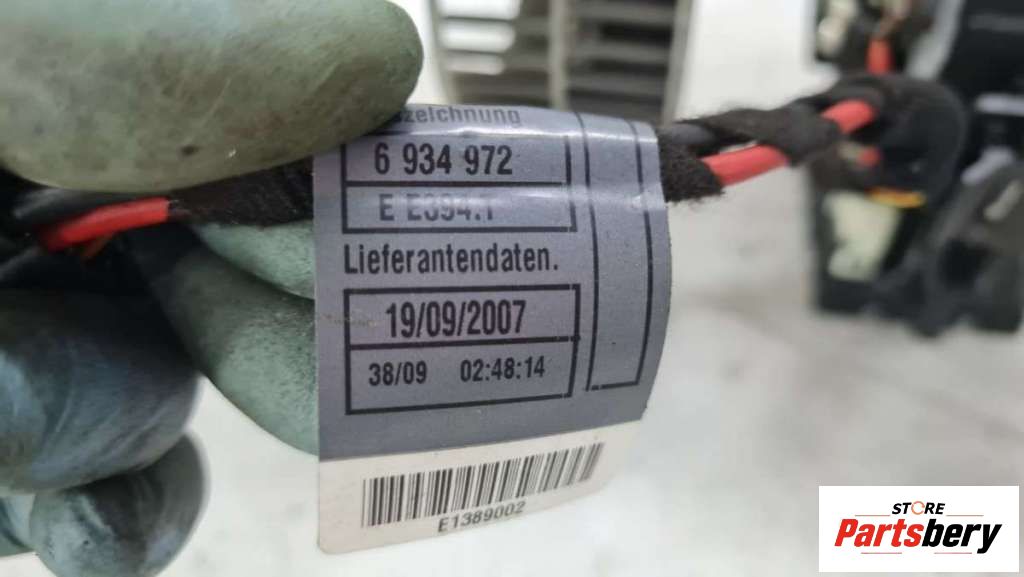 6 934 972
Lieferantendaten.
19/09/2007
38/09 02:48:14
E1389002
STORE
Partsbery